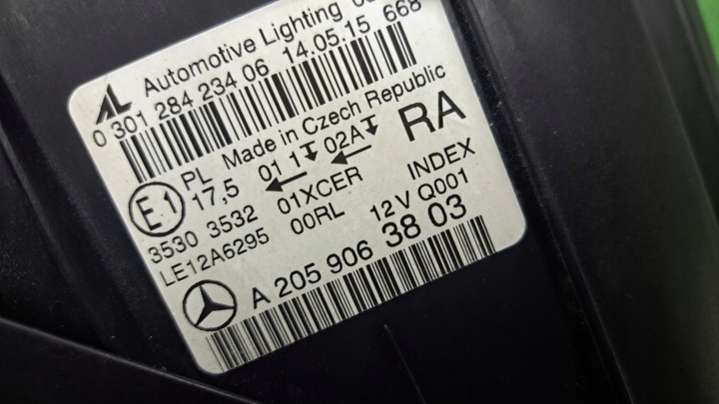 AL Automotive Lighting
0 301 284 234 06 14.05.15 668
Made in Czech Republic
E1 PL 17,5 01 1 02A RA
3530 3532 01XCER INDEX
LE12A6295 00RL 12V Q001
A 205 906 38 03